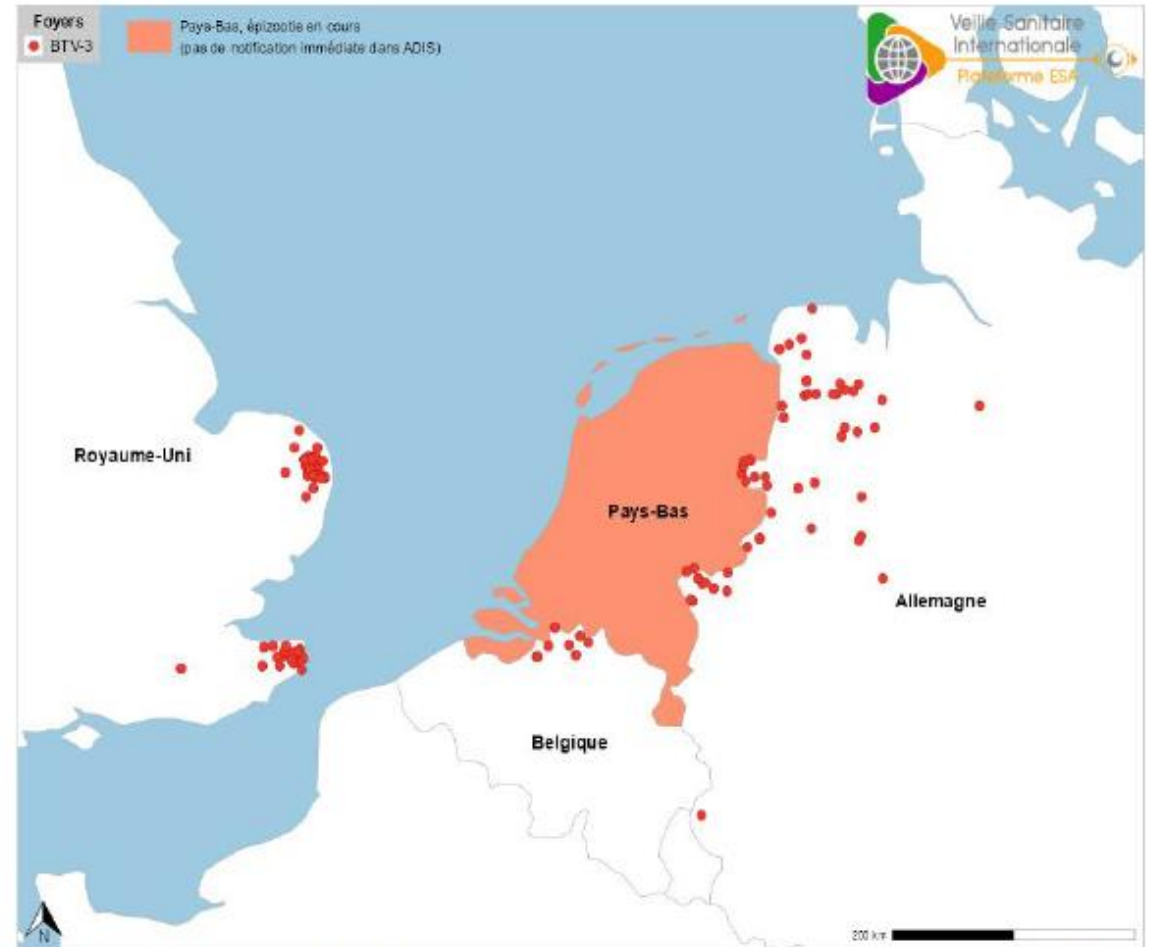 Foyers
BTV-3
Pays-Bas, épizootie en cours
(pas de notification immédiate dans ADIS)
Veille Sanitaire
Internationale
Plateforme ESA
Royaume-Uni
Pays-Bas
Allemagne
Belgique
N
200 km